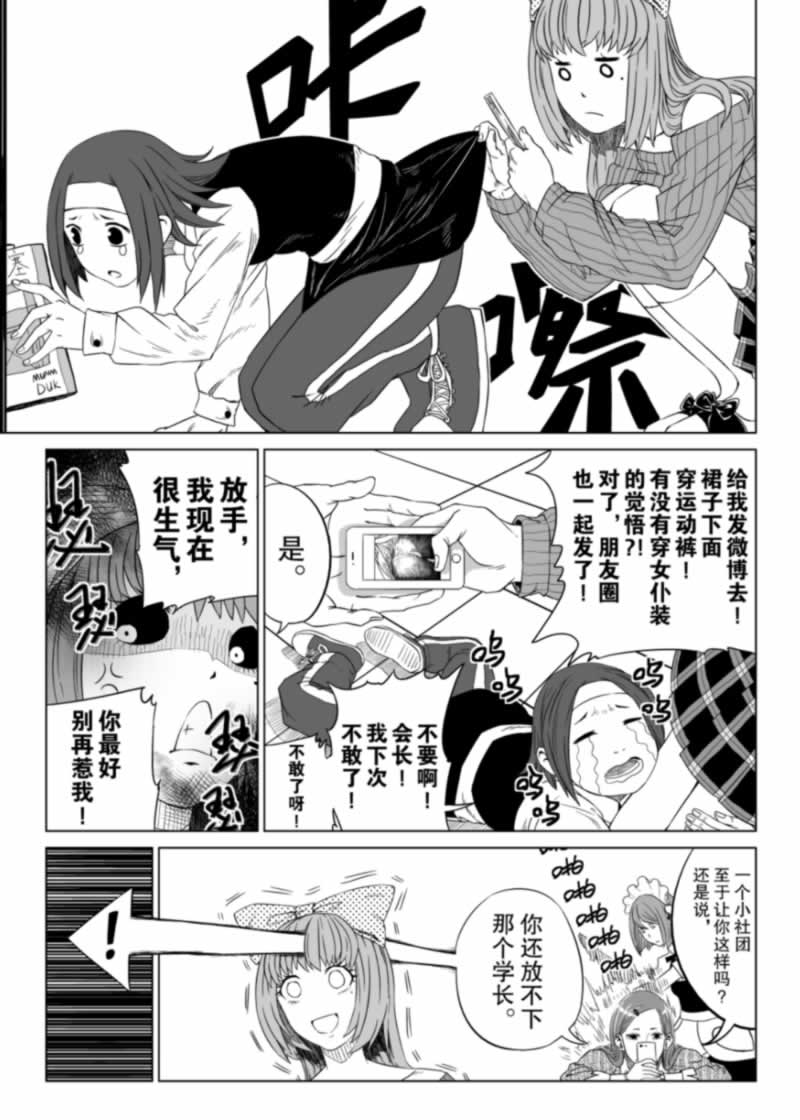 咔
嚓
MUMM
DUK
给我发微博去！
裙子下面
穿运动裤！
有没有穿女仆装
的觉悟？！
对了，朋友圈
也一起发了！
是。
呜
呜
呜
呜
不要啊！
会长！
我下次
不敢了！
不敢了呀！
放手，
我现在
很生气，
你最好
别再惹我！
一个小社团
至于让你这样吗？
还是说，
啪
啪
啪
啪
啪
你还放不下
那个学长。
！